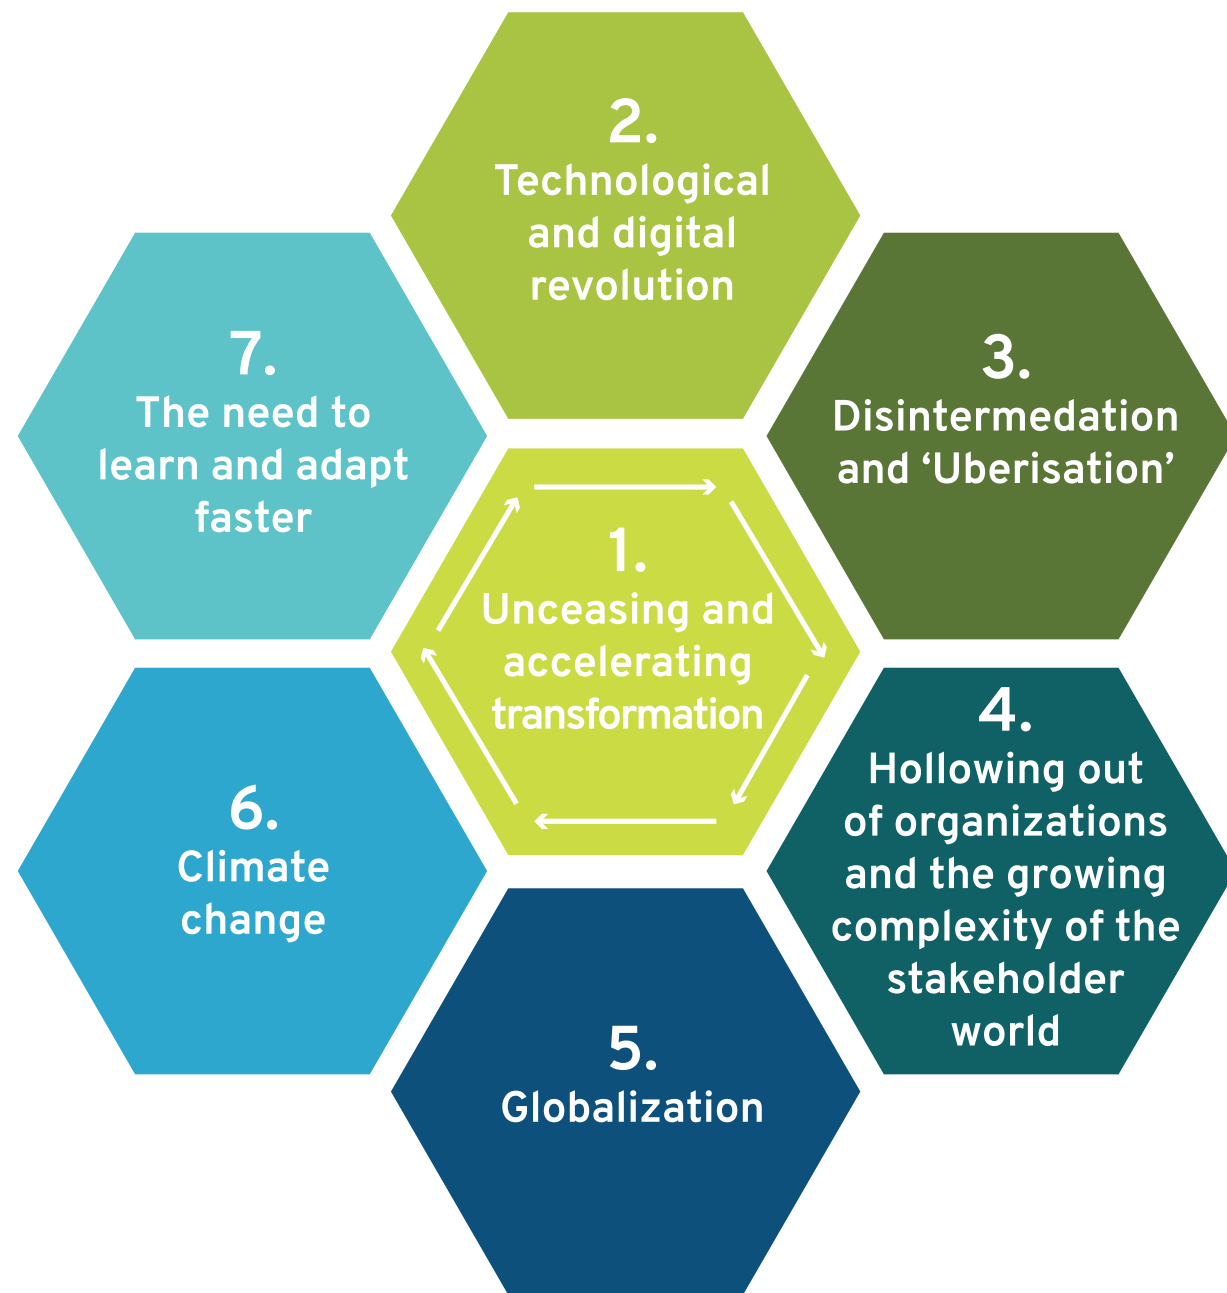 1.
Unceasing and
accelerating
transformation
2.
Technological
and digital
revolution
3.
Disintermedation
and ‘Uberisation’
4.
Hollowing out
of organizations
and the growing
complexity of the
stakeholder
world
5.
Globalization
6.
Climate
change
7.
The need to
learn and adapt
faster